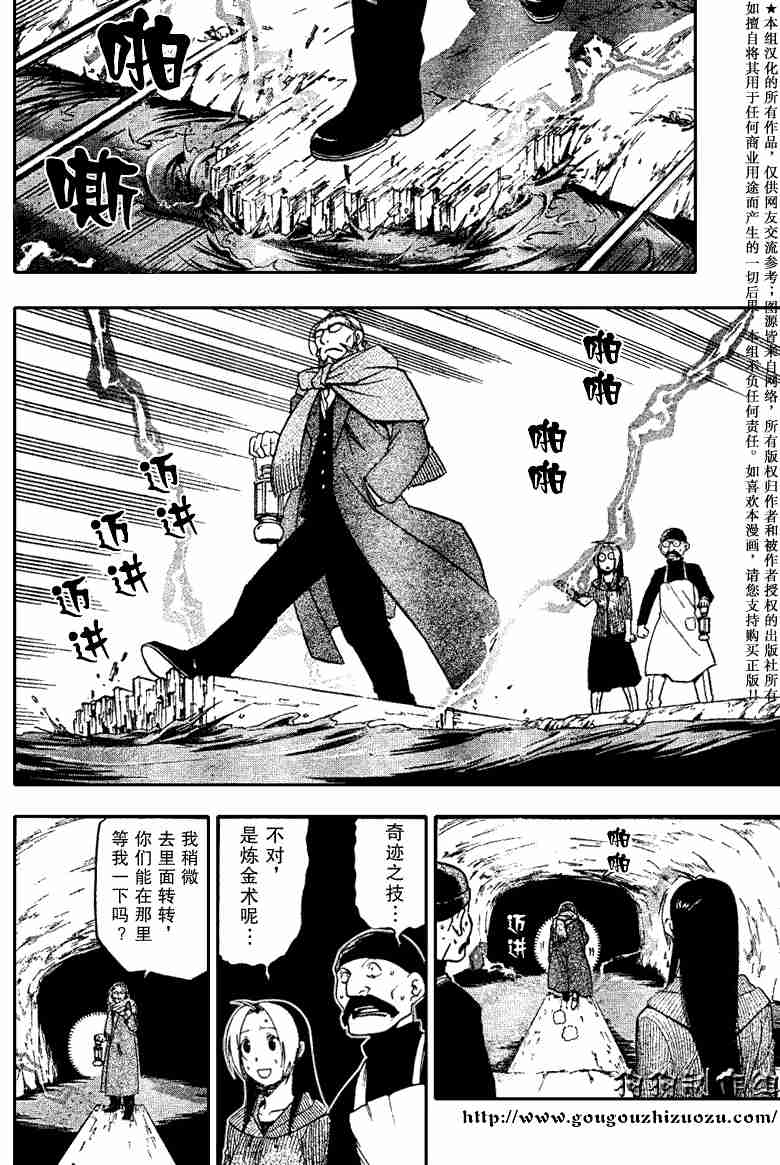 啪
嘶
啪
啪
啪
啪
迈
进
迈
进
迈
进
啪
啪
迈
进
奇迹之技…
不对，
是炼金术呢…
我稍微
去里面转转，
你们能在那里
等我一下吗？
★本组汉化的所有作品，仅供网友交流参考；图源皆来自网络，所有版权归作者和被作者授权的出版社所有
如擅自将其用于任何商业用途而产生的一切后果，本组不负任何责任。如喜欢本漫画，请您支持购买正版!!
狗狗制作组
http://www.gougouzhizuozu.com/